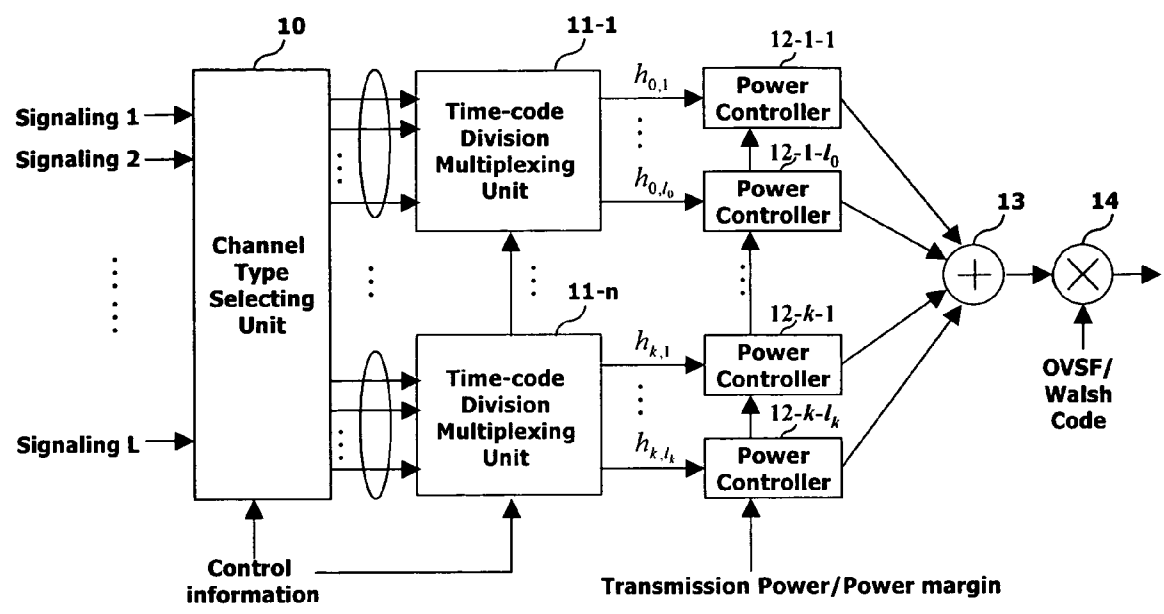 10
11-1
12-1-1
Signaling 1
Signaling 2
Signaling L
Channel
Type
Selecting
Unit
Time-code
Division
Multiplexing
Unit
h0,1
h0,l0
Power
Controller
12-1-l0
Power
Controller
13
14
11-n
Time-code
Division
Multiplexing
Unit
hk,1
hk,lk
12-k-1
Power
Controller
12-k-lk
Power
Controller
OVSF/
Walsh
Code
Control
information
Transmission Power/Power margin